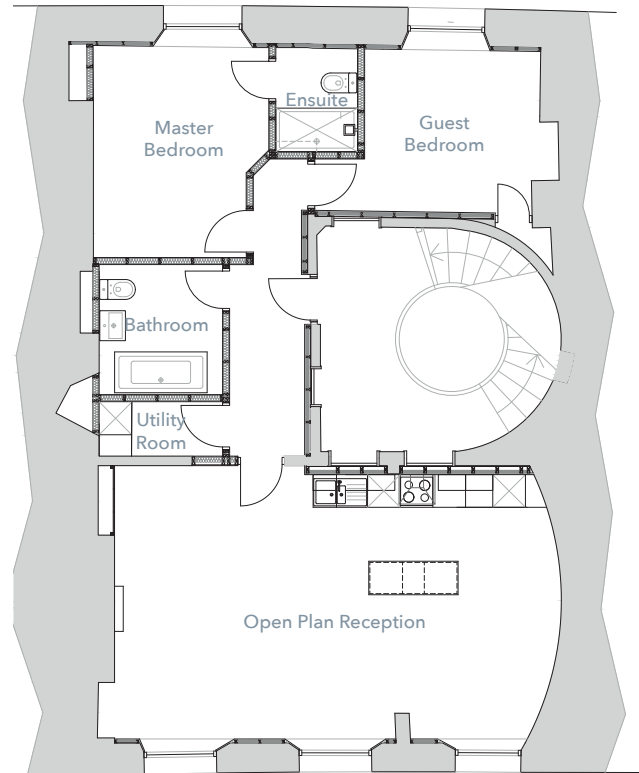 Ensuite
Master
Bedroom
Guest
Bedroom
Bathroom
Utility
Room
Open Plan Reception